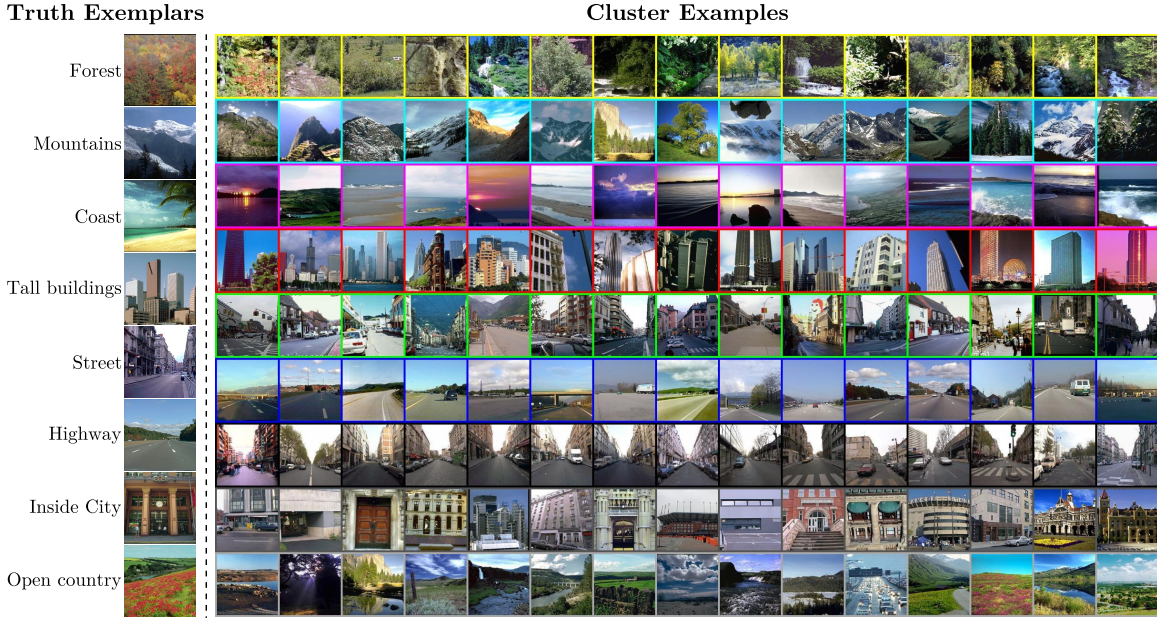 Truth Exemplars
Cluster Examples
Forest
Mountains
Coast
Tall buildings
Street
Highway
Inside City
Open country